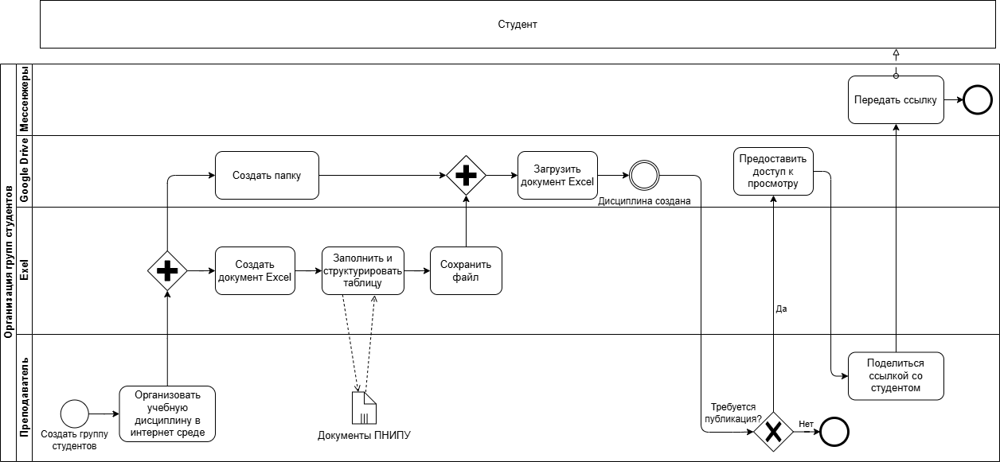 Студент
Организация групп студентов
Мессенжеры
Передать ссылку
Google Drive
Создать папку
Загрузить
документ Excel
Дисциплина создана
Предоставить
доступ к
просмотру
Exel
Создать
документ Excel
Заполнить и
структурировать
таблицу
Сохранить
файл
Да
Преподаватель
Создать группу
студентов
Организовать
учебную
дисциплину в
интернет среде
Документы ПНИПУ
Требуется
публикация?
Нет
Поделиться
ссылкой со
студентом